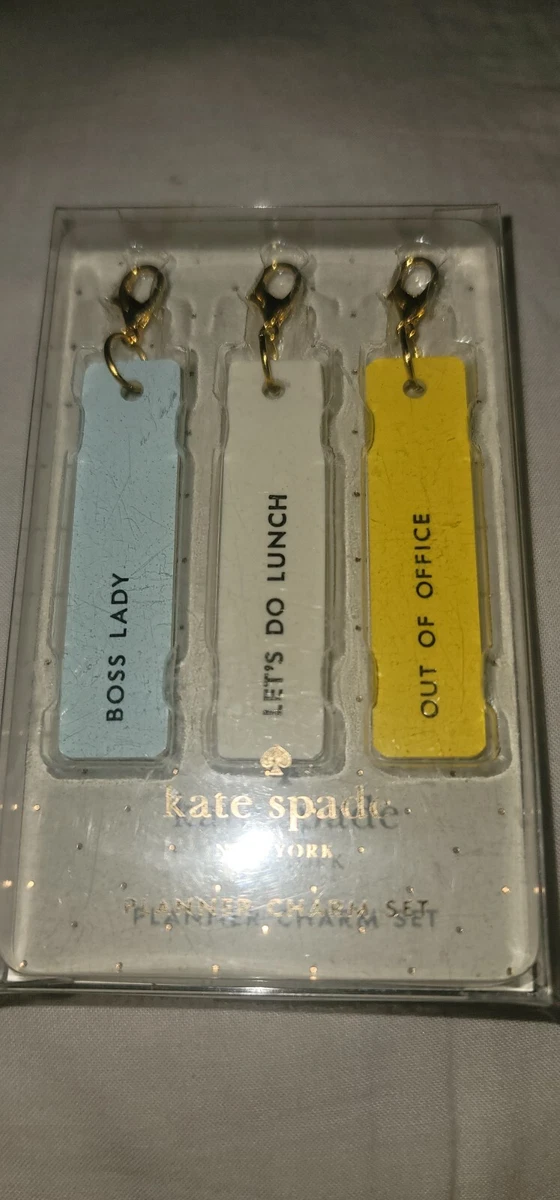 BOSS LADY
LET'S DO LUNCH
OUT OF OFFICE
kate spade
NEW YORK
PLANNER CHARM SET